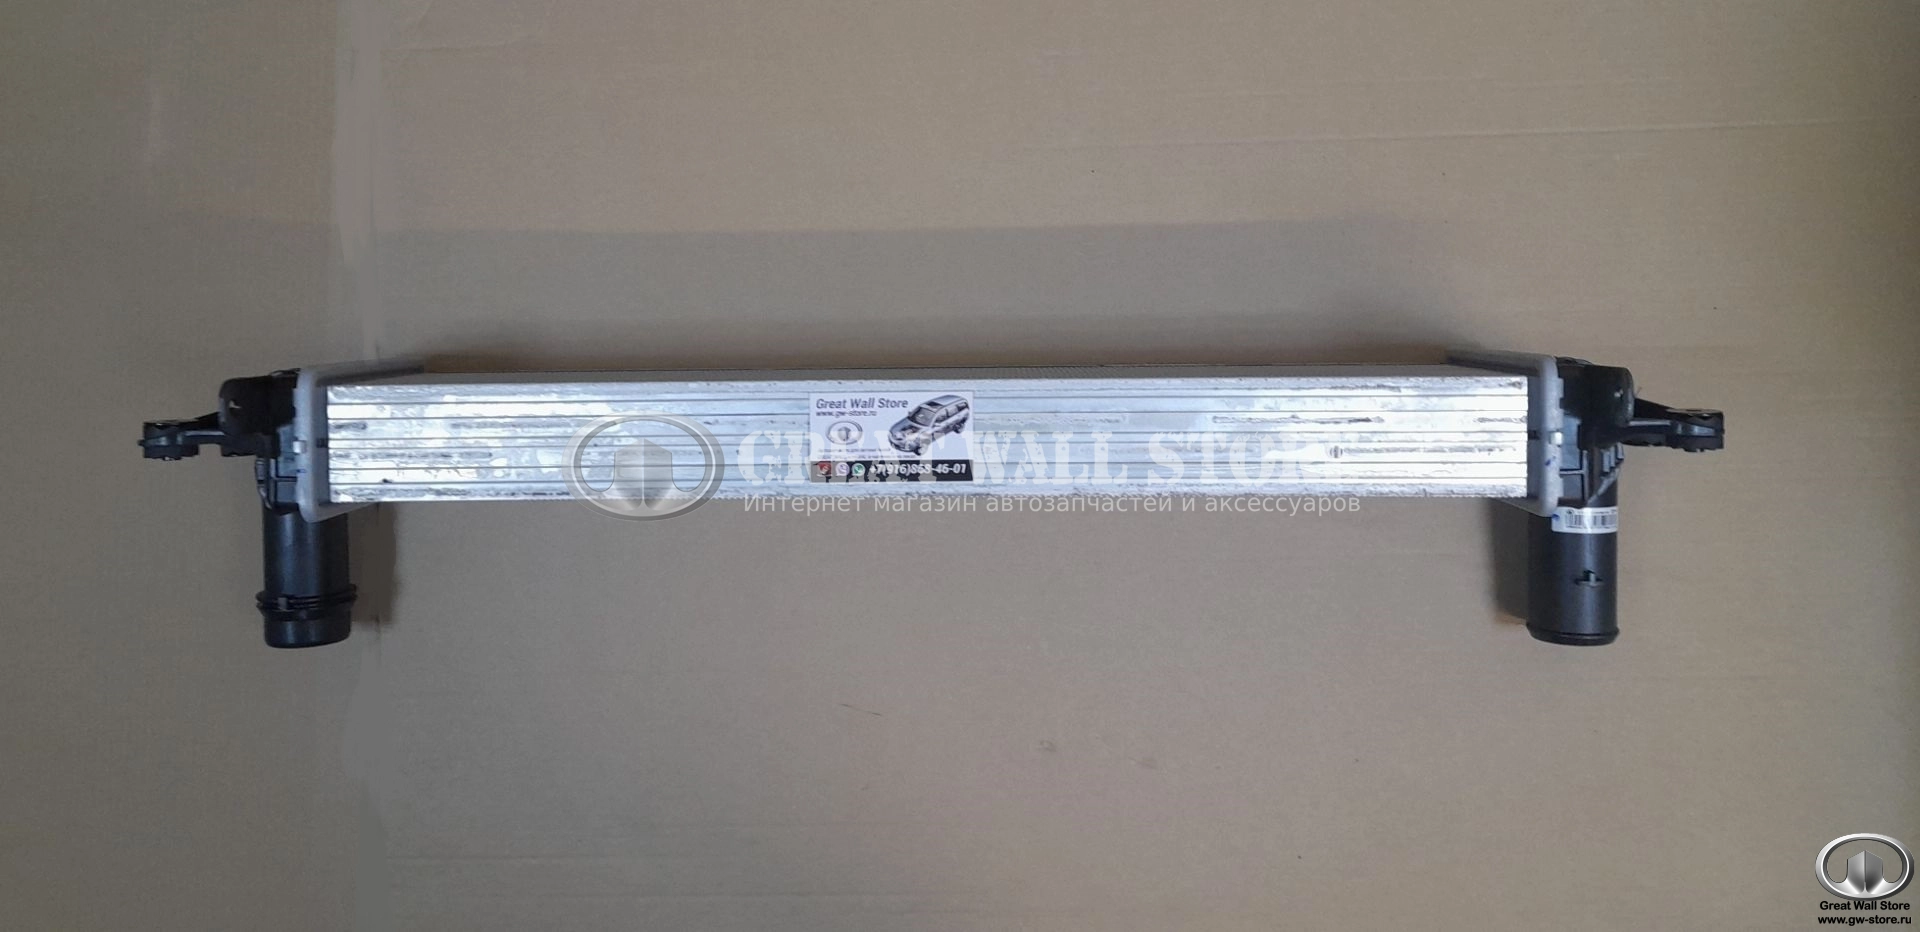 Great Wall Store
www.gw-store.ru
+7(916)858-46-01
GREAT WALL STORE
Интернет магазин автозапчастей и аксессуаров
Great Wall Store
www.gw-store.ru